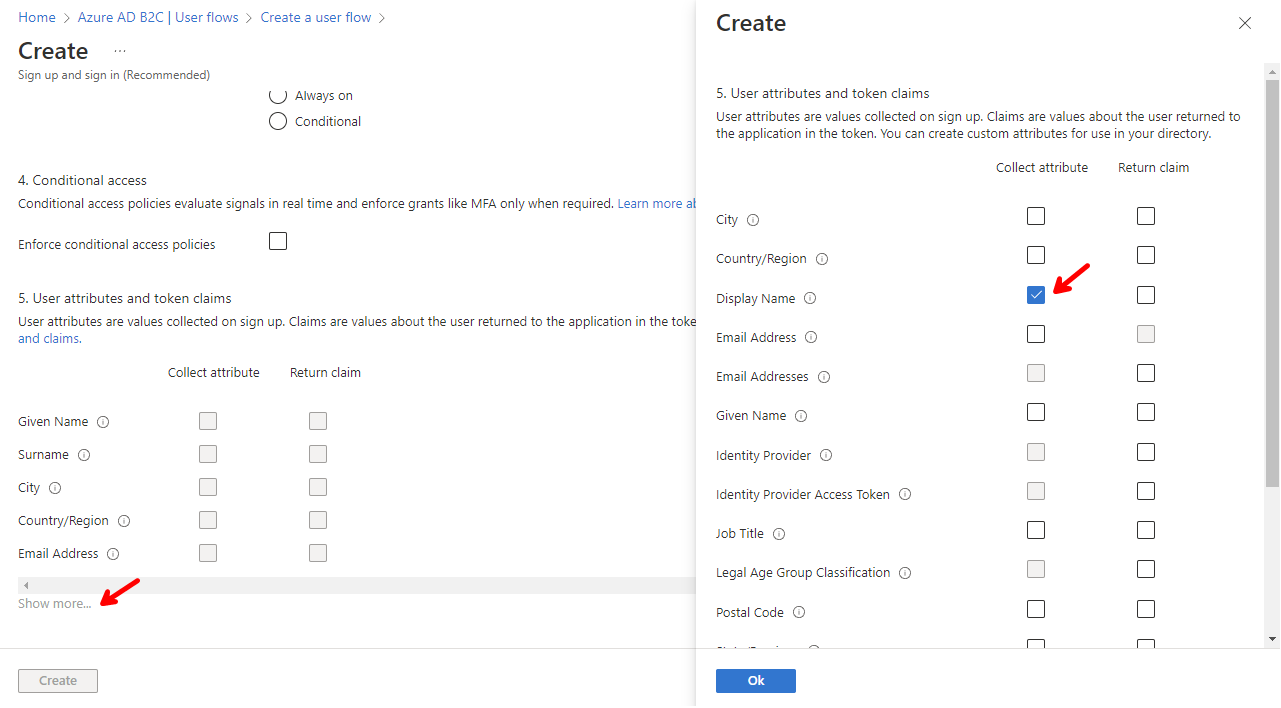 Home > Azure AD B2C | User flows > Create a user flow >
Create ...
Sign up and sign in (Recommended)
Always on
Conditional
4. Conditional access
Conditional access policies evaluate signals in real time and enforce grants like MFA only when required. Learn more
Enforce conditional access policies
5. User attributes and token claims
User attributes are values collected on sign up. Claims are values about the user returned to the application in the
and claims.
Collect attribute Return claim
Given Name
Surname
City
Country/Region
Email Address
Show more...
Create
Create
5. User attributes and token claims
User attributes are values collected on sign up. Claims are values about the user returned to
the application in the token. You can create custom attributes for use in your directory.
Collect attribute Return claim
City
Country/Region
Display Name
Email Address
Email Addresses
Given Name
Identity Provider
Identity Provider Access Token
Job Title
Legal Age Group Classification
Postal Code
Ok